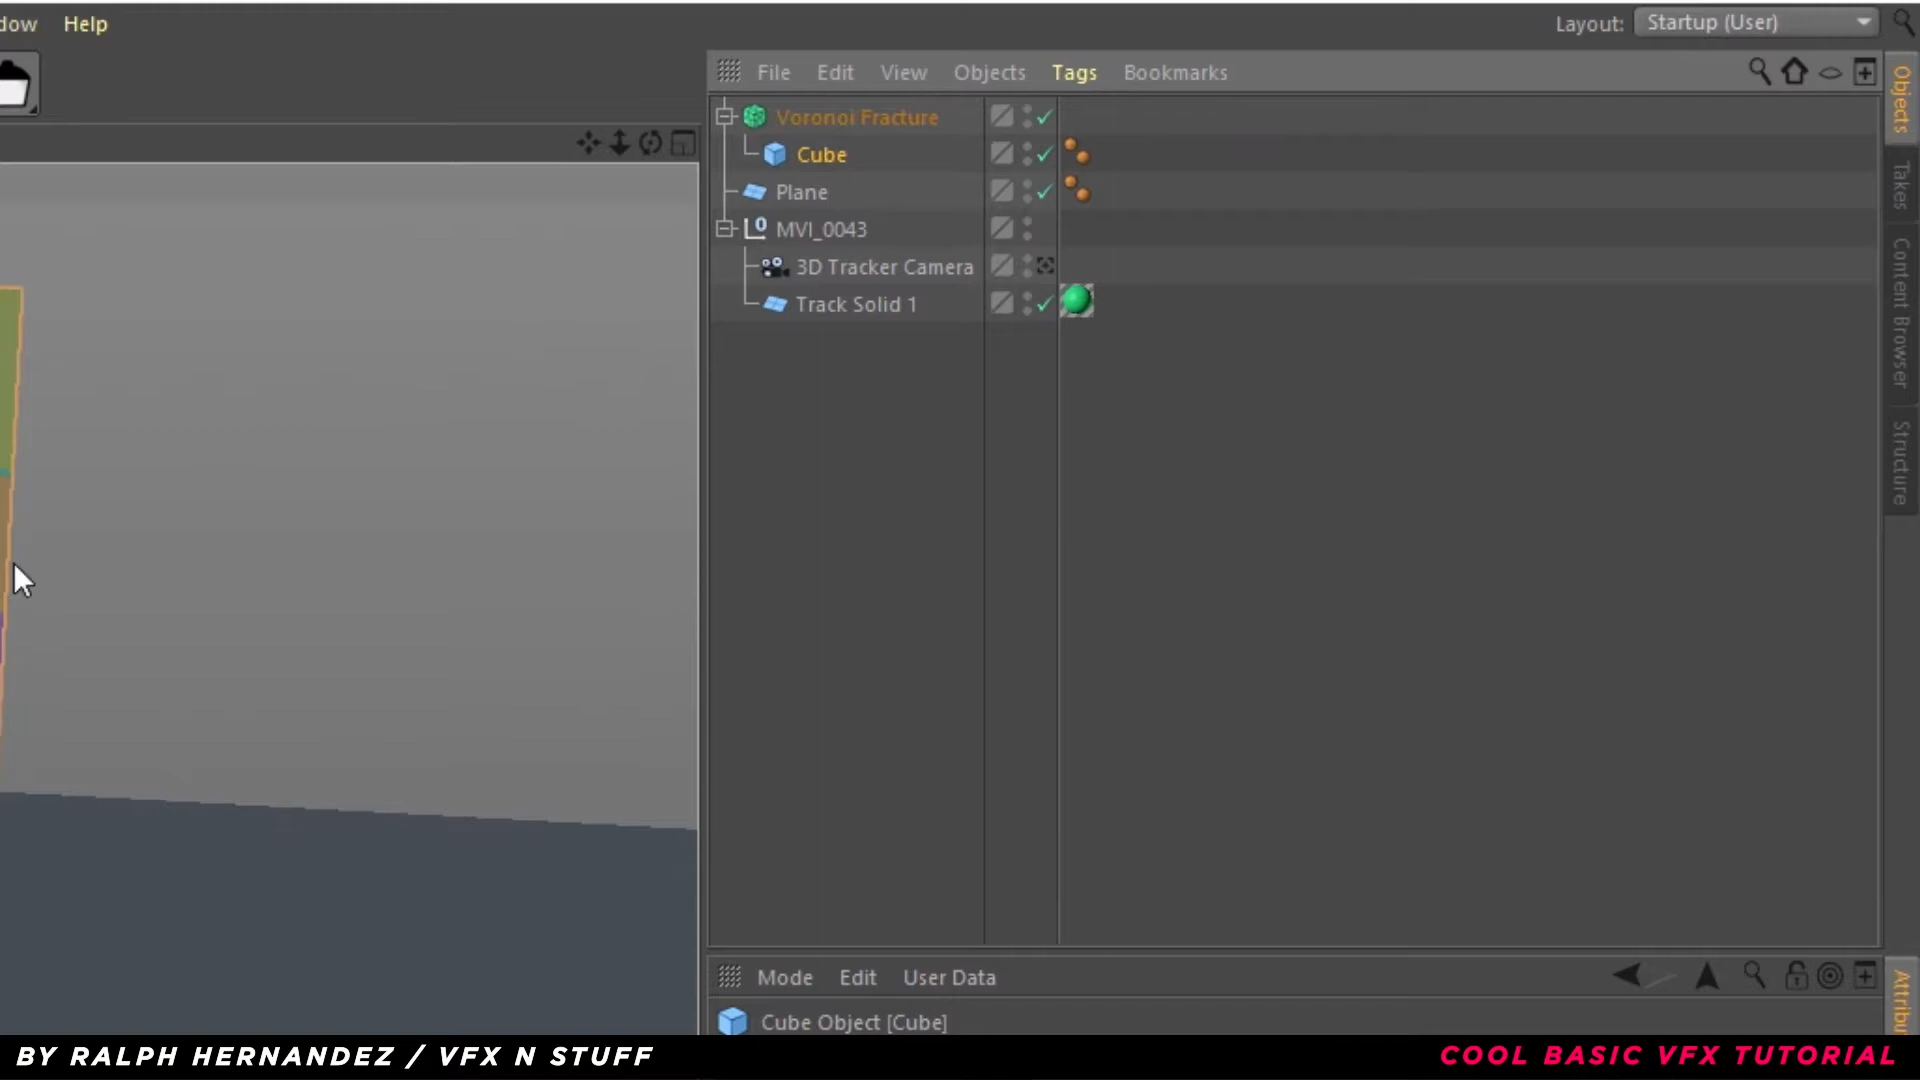 dow Help
Layout: Startup (User)
File Edit View Objects Tags Bookmarks
Voronoi Fracture
Cube
Plane
MVI_0043
3D Tracker Camera
Track Solid 1
Objects
Takes
Content Browser
Structure
Mode Edit User Data
Cube Object [Cube]
Attribu
BY RALPH HERNANDEZ / VFX N STUFF
COOL BASIC VFX TUTORIAL